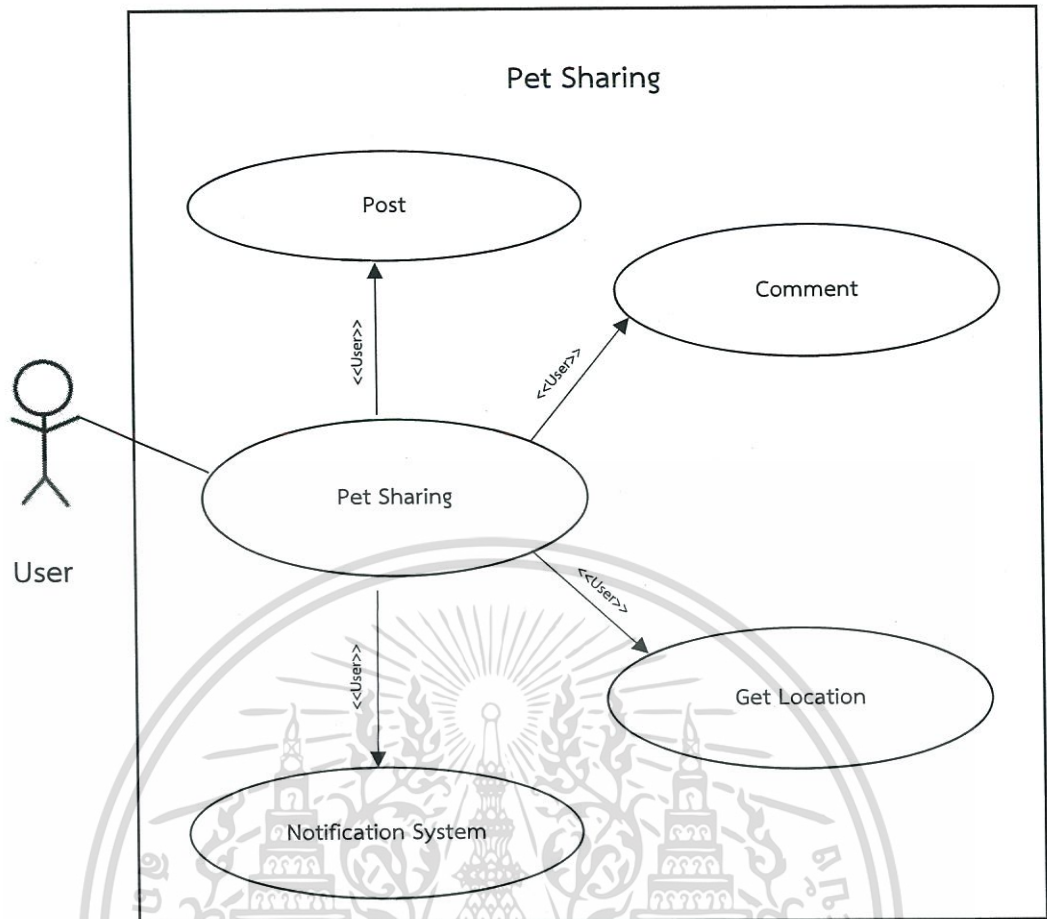 Pet Sharing
Post
Comment
<<User>>
<<User>>
Pet Sharing
User
<<User>>
<<User>>
Get Location
Notification System